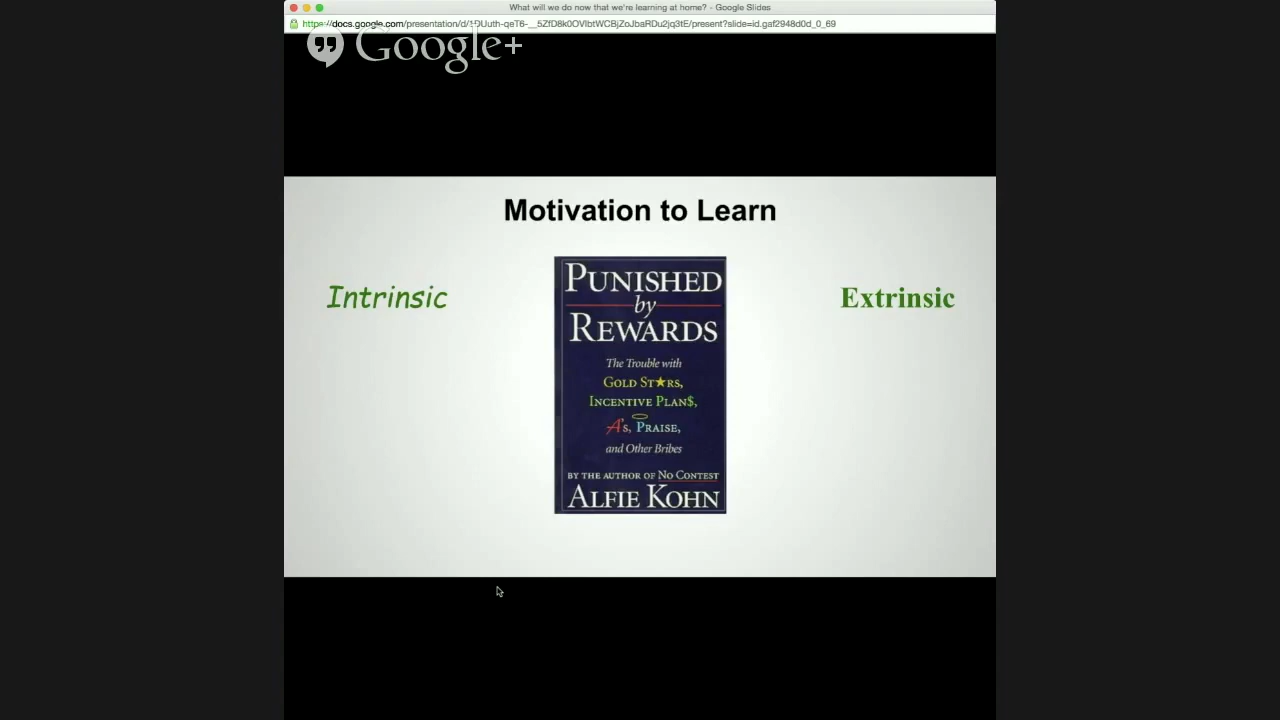 What will we do now that we're learning at home? - Google Slides
Google+
Motivation to Learn
Intrinsic
Extrinsic
PUNISHED
by
REWARDS
The Trouble with
GOLD ST★RS,
INCENTIVE PLAN$,
A's, PRAISE,
and Other Bribes
BY THE AUTHOR OF NO CONTEST
ALFIE KOHN